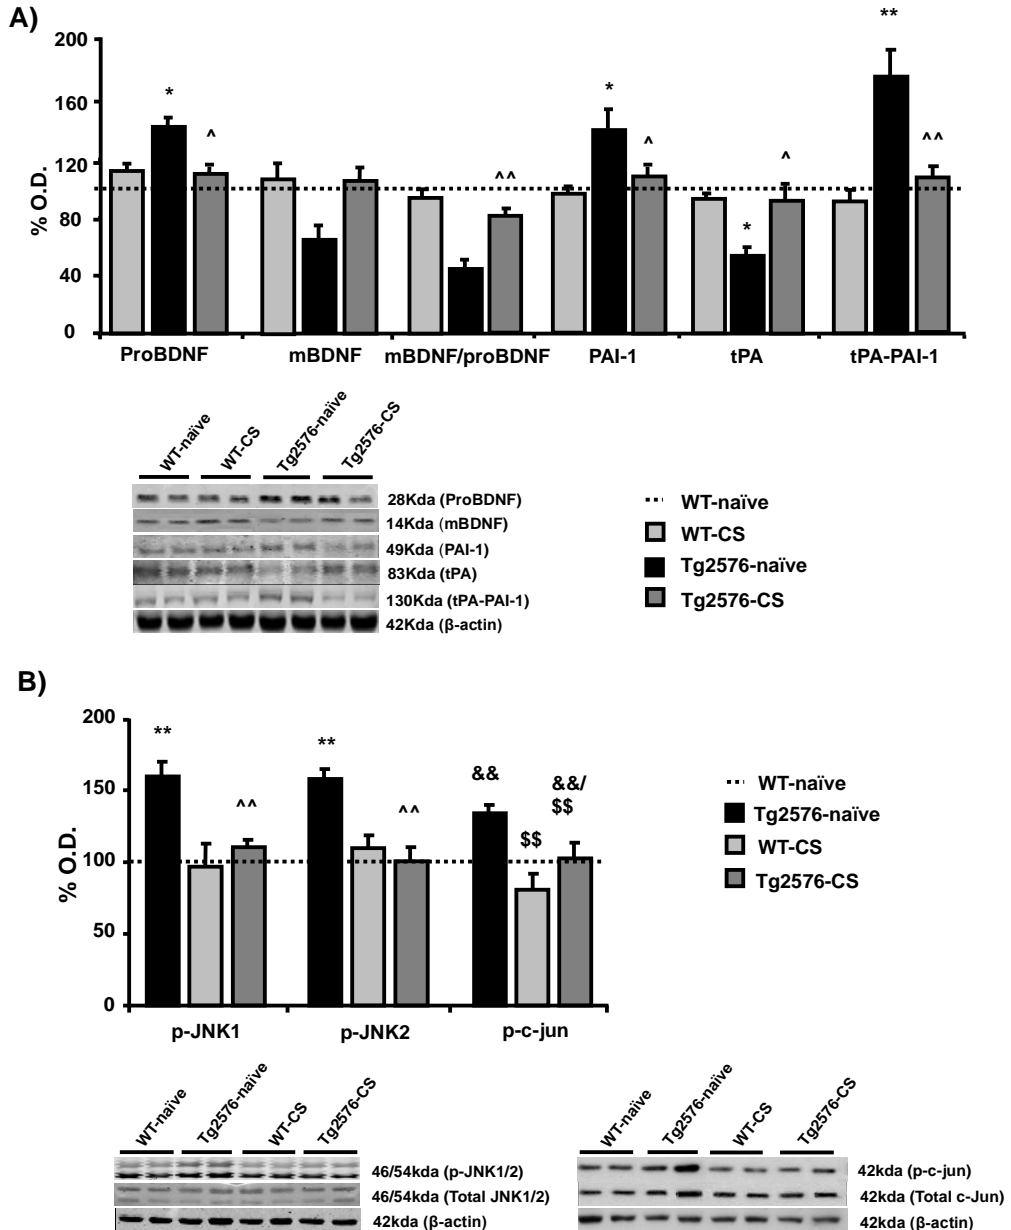 A)
% O.D.
200
160
120
80
40
0
*
^
^^
*
^
*
^
**
^^
ProBDNF mBDNF mBDNF/proBDNF PAI-1 tPA tPA-PAI-1
WT-naïve WT-CS Tg2576-naïve Tg2576-CS
28Kda (ProBDNF)
14Kda (mBDNF)
49Kda (PAI-1)
83Kda (tPA)
130Kda (tPA-PAI-1)
42Kda (β-actin)
WT-naïve
WT-CS
Tg2576-naïve
Tg2576-CS
B)
% O.D.
200
150
100
50
0
**
^^
**
^^
&&
$$
&&/
$$
p-JNK1 p-JNK2 p-c-jun
WT-naïve
Tg2576-naïve
WT-CS
Tg2576-CS
WT-naïve Tg2576-naïve WT-CS Tg2576-CS
46/54kda (p-JNK1/2)
46/54kda (Total JNK1/2)
42kda (β-actin)
WT-naïve Tg2576-naïve WT-CS Tg2576-CS
42kda (p-c-jun)
42kda (Total c-Jun)
42kda (β-actin)